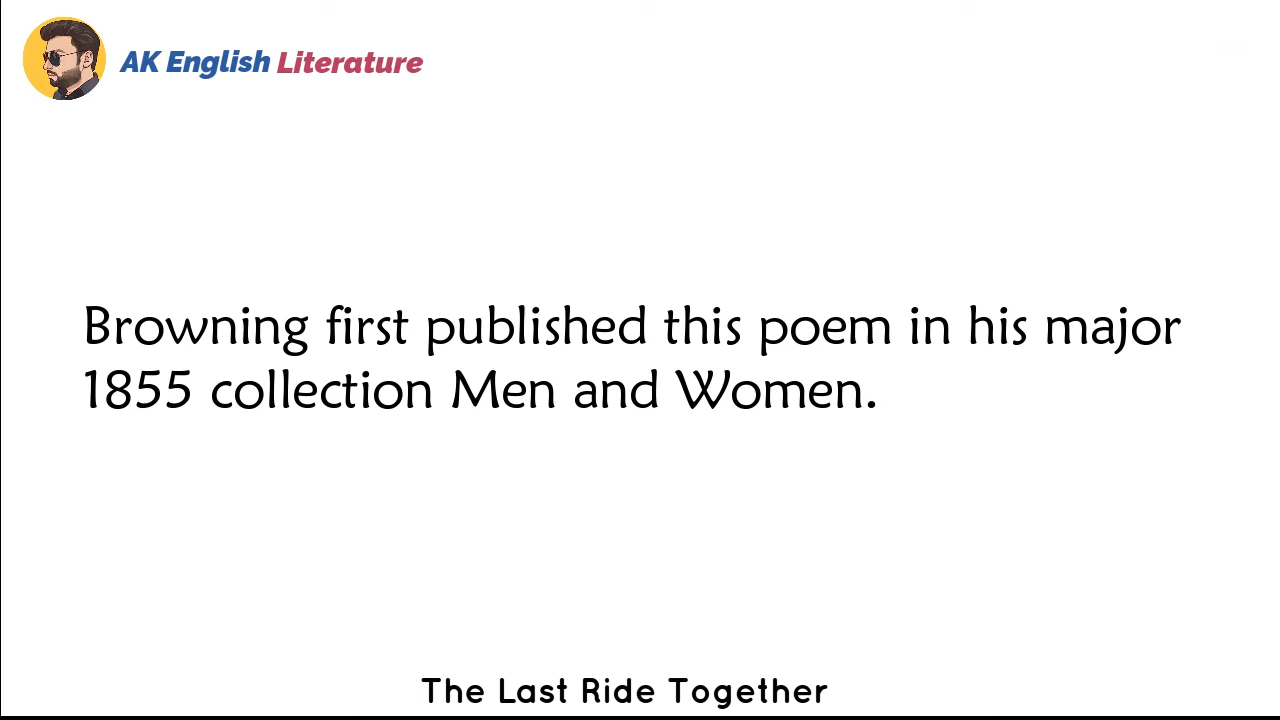 AK English Literature
Browning first published this poem in his major
1855 collection Men and Women.
The Last Ride Together